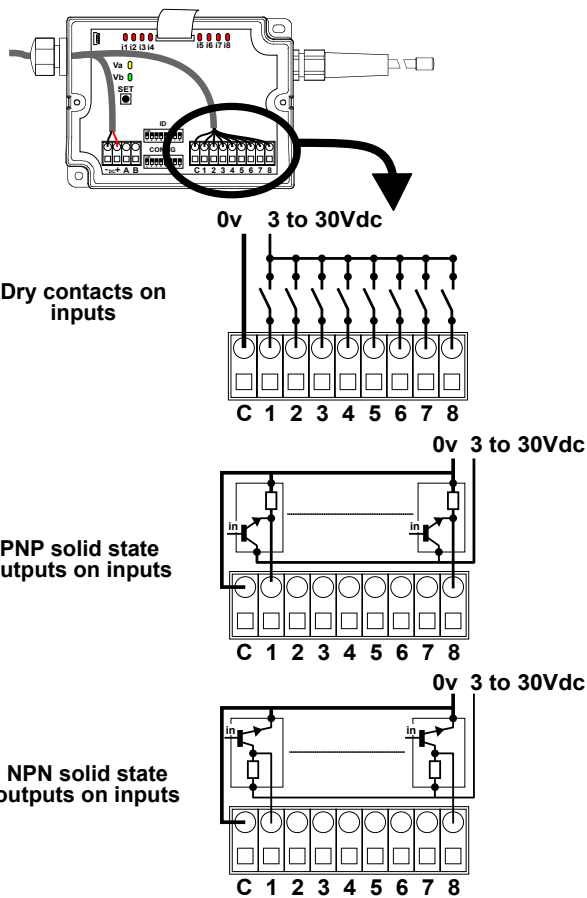 i1 i2 i3 i4 i5 i6 i7 i8
Va
Vb
SET
ID
CONFIG
-DC+ A B C 1 2 3 4 5 6 7 8
0v 3 to 30Vdc
Dry contacts on
inputs
C 1 2 3 4 5 6 7 8
0v 3 to 30Vdc
in in
PNP solid state
utputs on inputs
C 1 2 3 4 5 6 7 8
0v 3 to 30Vdc
in in
NPN solid state
outputs on inputs
C 1 2 3 4 5 6 7 8